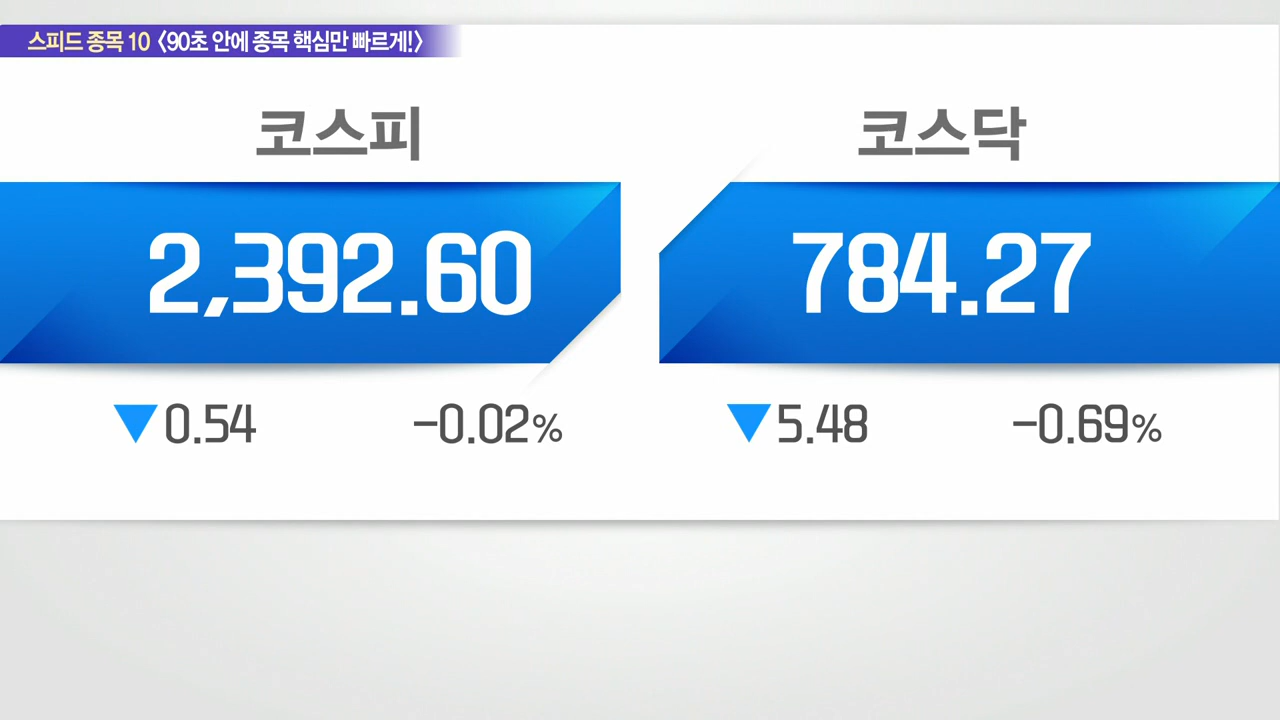 스피드 종목 10 〈90초 안에 종목 핵심만 빠르게!〉
코스피
코스닥
2,392.60
784.27
▼0.54
-0.02%
▼5.48
-0.69%